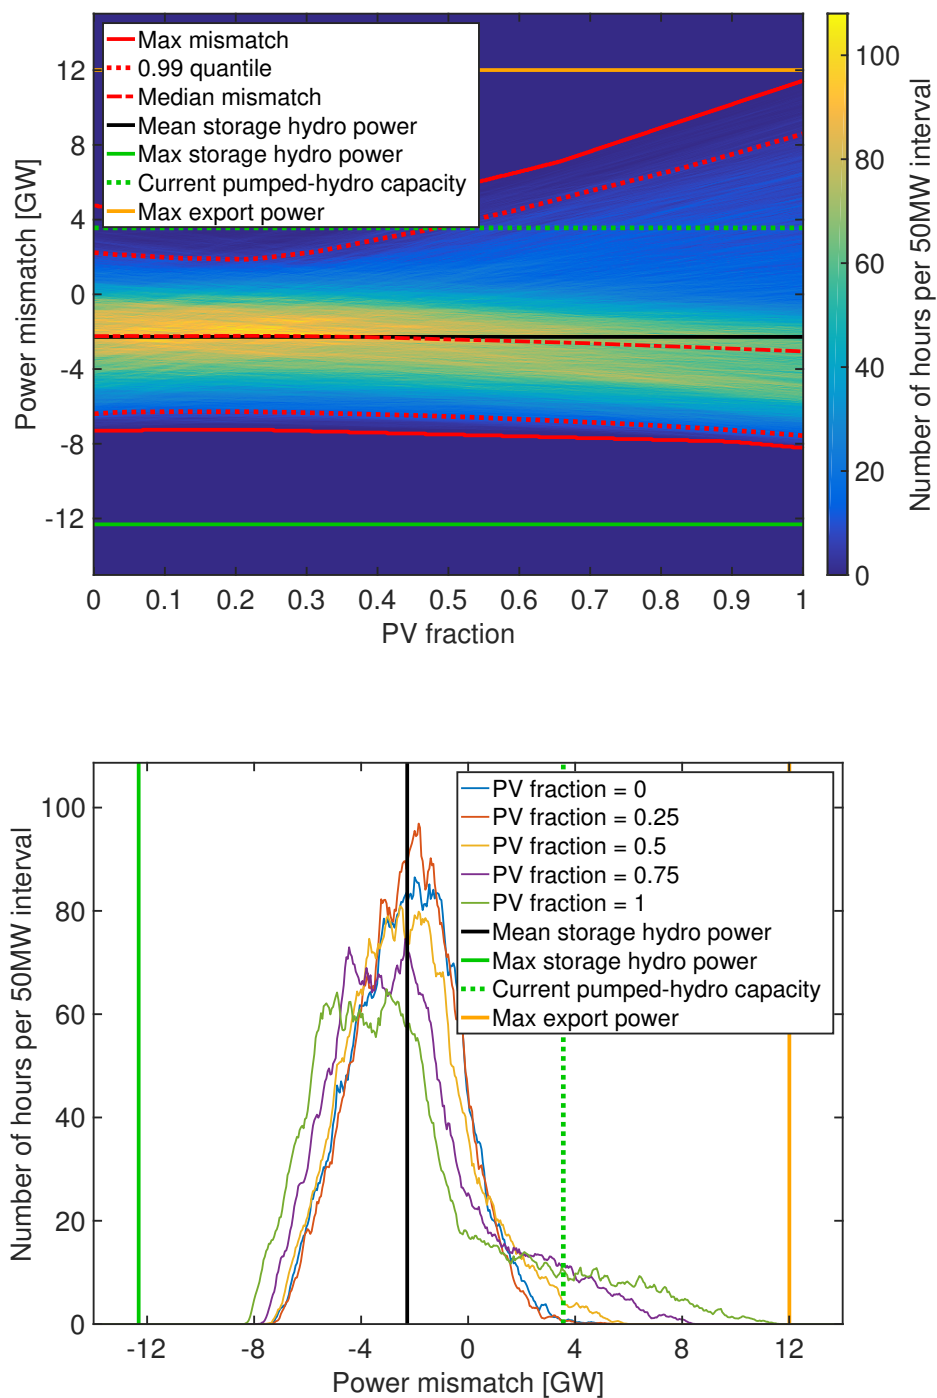 Max mismatch
0.99 quantile
Median mismatch
Mean storage hydro power
Max storage hydro power
Current pumped-hydro capacity
Max export power
12
8
4
0
-4
-8
-12
Power mismatch [GW]
0 0.1 0.2 0.3 0.4 0.5 0.6 0.7 0.8 0.9 1
PV fraction
100
80
60
40
20
0
Number of hours per 50MW interval
PV fraction = 0
PV fraction = 0.25
PV fraction = 0.5
PV fraction = 0.75
PV fraction = 1
Mean storage hydro power
Max storage hydro power
Current pumped-hydro capacity
Max export power
100
80
60
40
20
0
Number of hours per 50MW interval
-12 -8 -4 0 4 8 12
Power mismatch [GW]